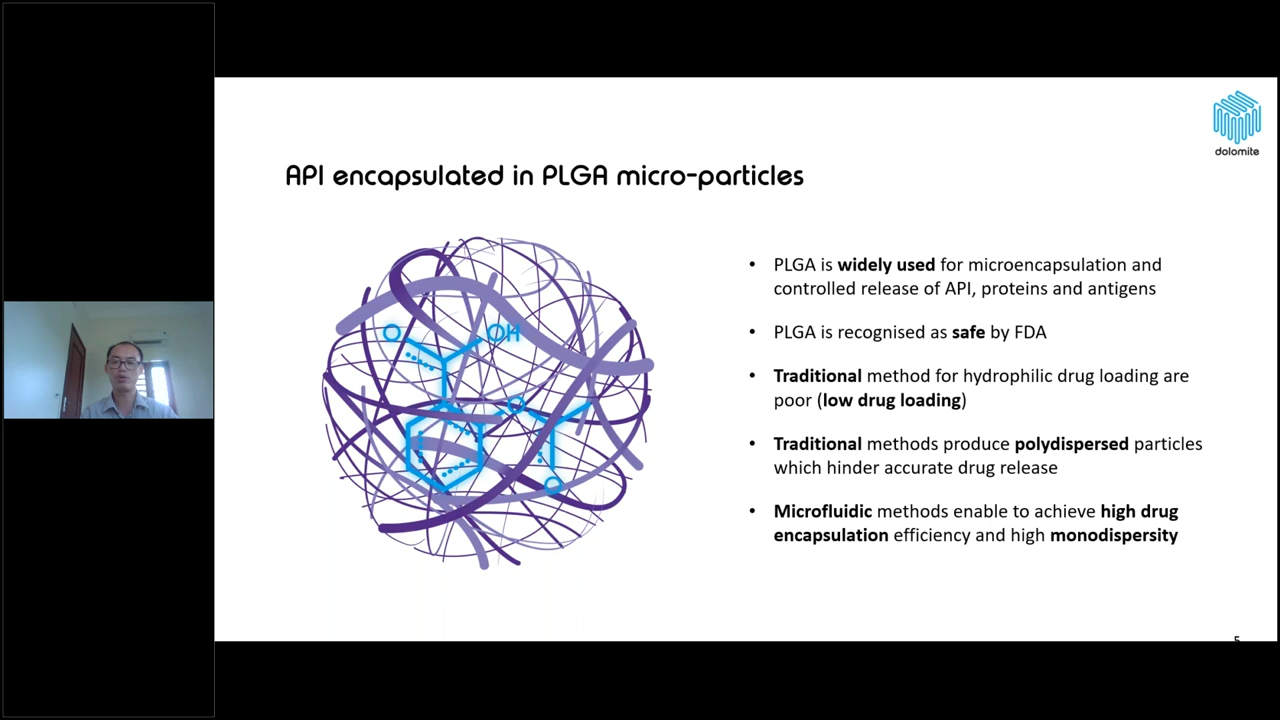 dolomite
API encapsulated in PLGA micro-particles
O
OH
O
O
• PLGA is widely used for microencapsulation and
controlled release of API, proteins and antigens
• PLGA is recognised as safe by FDA
• Traditional method for hydrophilic drug loading are
poor (low drug loading)
• Traditional methods produce polydispersed particles
which hinder accurate drug release
• Microfluidic methods enable to achieve high drug
encapsulation efficiency and high monodispersity
5